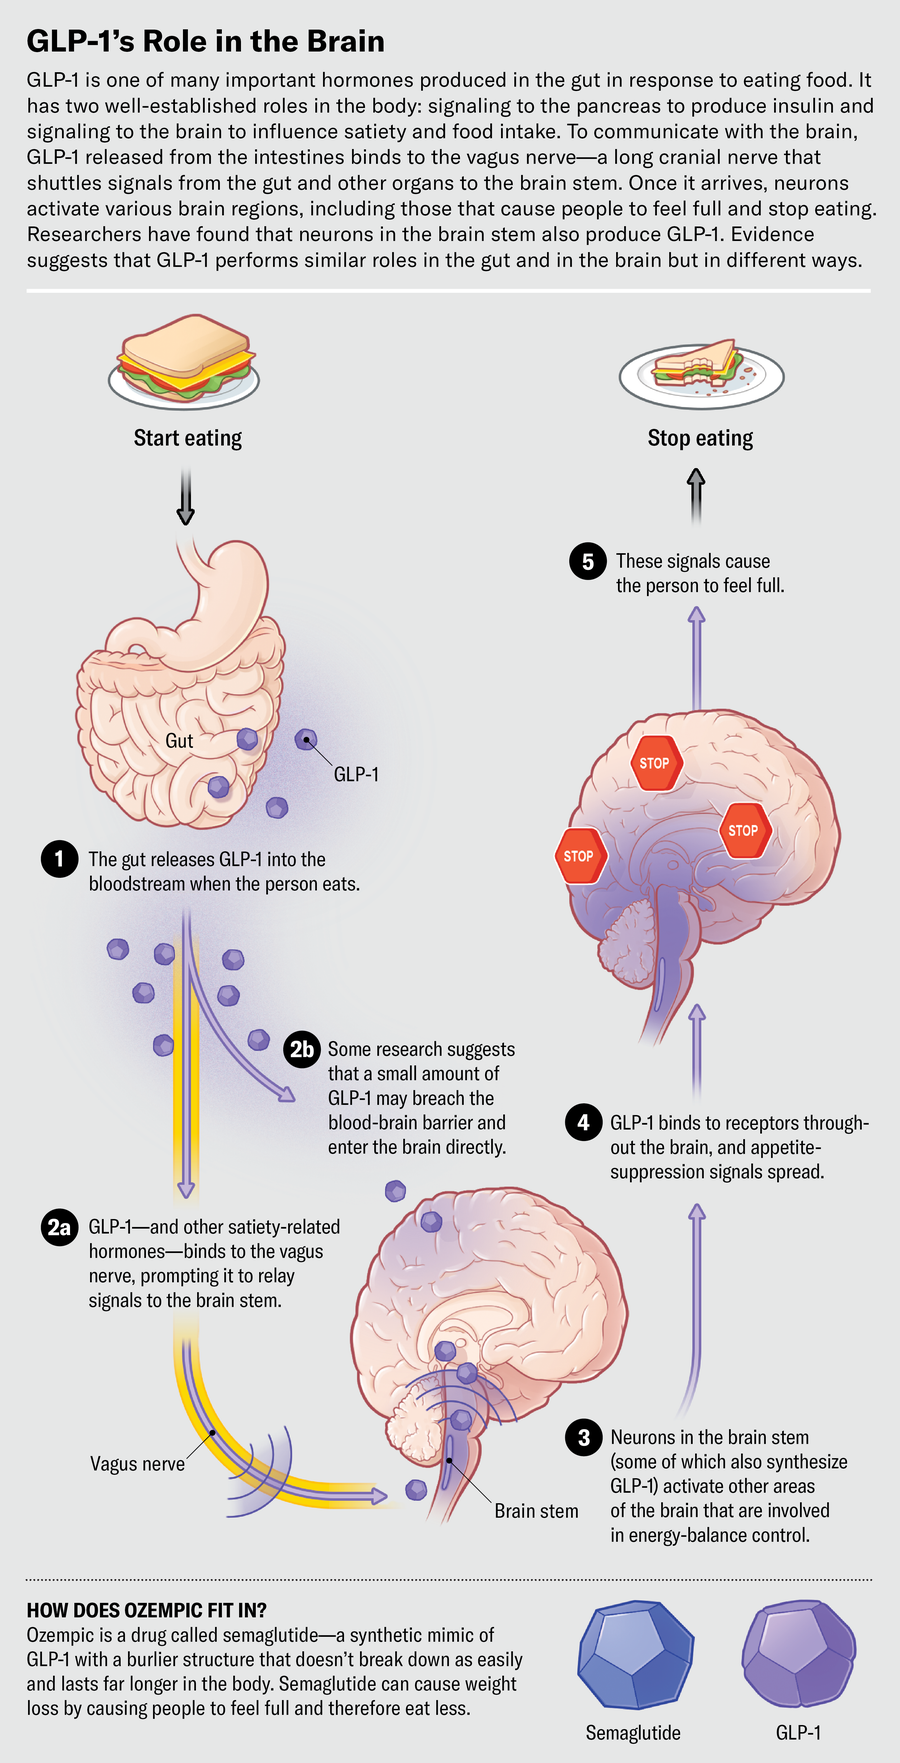 GLP-1’s Role in the Brain
GLP-1 is one of many important hormones produced in the gut in response to eating food. It
has two well-established roles in the body: signaling to the pancreas to produce insulin and
signaling to the brain to influence satiety and food intake. To communicate with the brain,
GLP-1 released from the intestines binds to the vagus nerve—a long cranial nerve that
shuttles signals from the gut and other organs to the brain stem. Once it arrives, neurons
activate various brain regions, including those that cause people to feel full and stop eating.
Researchers have found that neurons in the brain stem also produce GLP-1. Evidence
suggests that GLP-1 performs similar roles in the gut and in the brain but in different ways.
Start eating
Gut
GLP-1
1
The gut releases GLP-1 into the
bloodstream when the person eats.
2b
Some research suggests
that a small amount of
GLP-1 may breach the
blood-brain barrier and
enter the brain directly.
2a
GLP-1—and other satiety-related
hormones—binds to the vagus
nerve, prompting it to relay
signals to the brain stem.
Vagus nerve
Brain stem
3
Neurons in the brain stem
(some of which also synthesize
GLP-1) activate other areas
of the brain that are involved
in energy-balance control.
4
GLP-1 binds to receptors through-
out the brain, and appetite-
suppression signals spread.
STOP
STOP
STOP
5
These signals cause
the person to feel full.
Stop eating
HOW DOES OZEMPIC FIT IN?
Ozempic is a drug called semaglutide—a synthetic mimic of
GLP-1 with a burlier structure that doesn’t break down as easily
and lasts far longer in the body. Semaglutide can cause weight
loss by causing people to feel full and therefore eat less.
Semaglutide
GLP-1